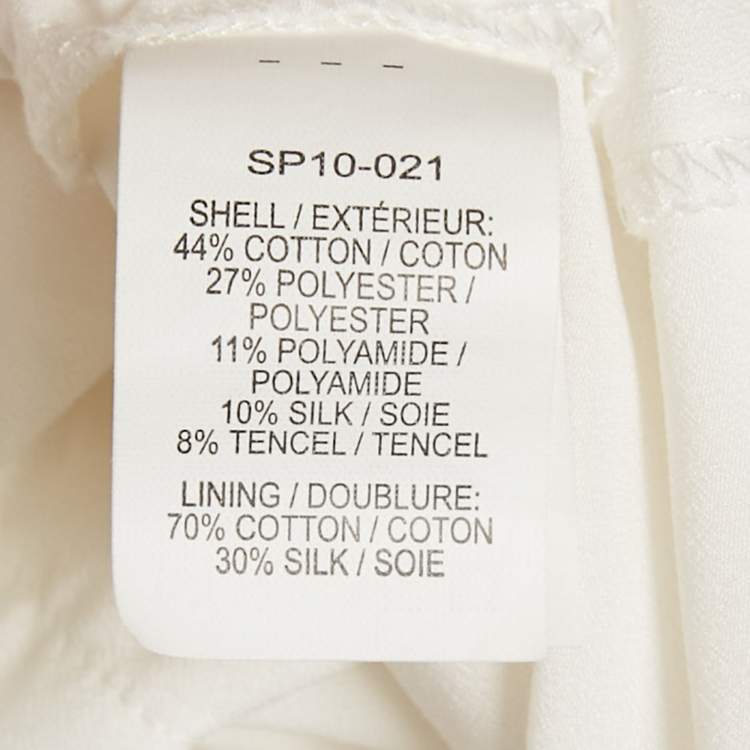 SP10-021
SHELL / EXTÉRIEUR:
44% COTTON / COTON
27% POLYESTER /
POLYESTER
11% POLYAMIDE /
POLYAMIDE
10% SILK / SOIE
8% TENCEL / TENCEL
LINING / DOUBLURE:
70% COTTON / COTON
30% SILK / SOIE